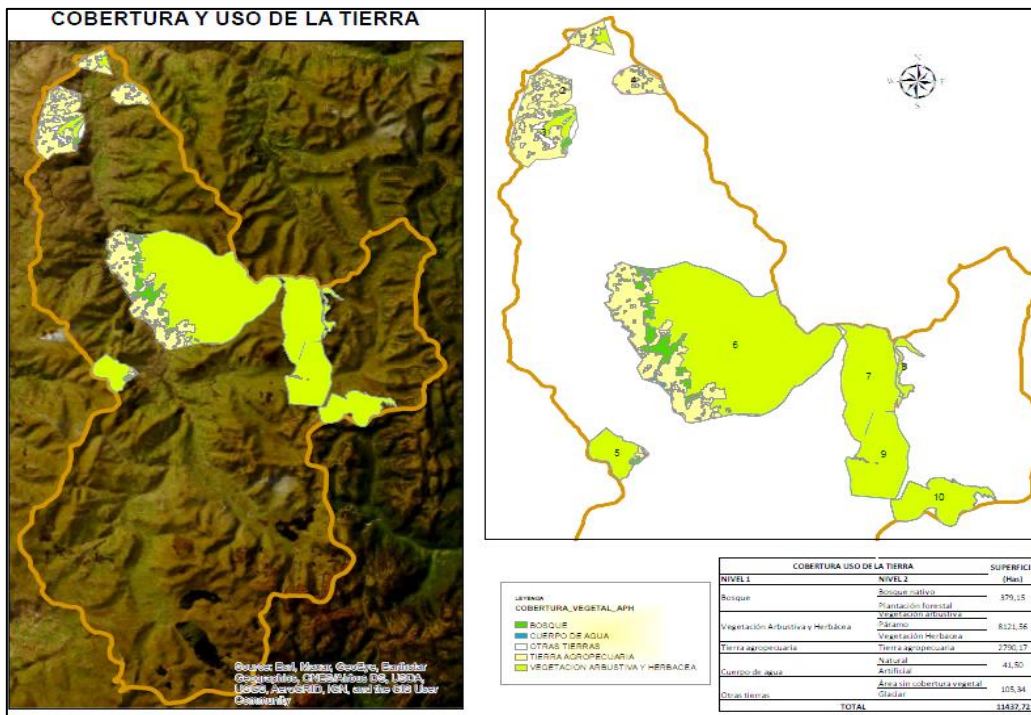 COBERTURA Y USO DE LA TIERRA
Source: Esri, Maxar, GeoEye, Earthstar
Geographics, CNES/Airbus DS, USDA,
USGS, AeroGRID, IGN, and the GIS User
Community
N
E
S
W
2
3
4
5
6
7
8
9
10
LEYENDA
COBERTURA_VEGETAL_APH
BOSQUE
CUERPO DE AGUA
OTRAS TIERRAS
TIERRA AGROPECUARIA
VEGETACION ARBUSTIVA Y HERBACEA
COBERTURA USO DE LA TIERRA SUPERFICI
NIVEL 1 NIVEL 2 (Has)
Bosque Bosque nativo 379,15
Plantación forestal
Vegetación Arbustiva y Herbácea Vegetación arbustiva 8121,56
Páramo
Vegetación Herbacea
Tierra agropecuaria Tierra agropecuaria 2790,17
Cuerpo de agua Natural 41,50
Artificial
Otras tierras Área sin cobertura vegetal 105,34
Glaciar
TOTAL 11437,72